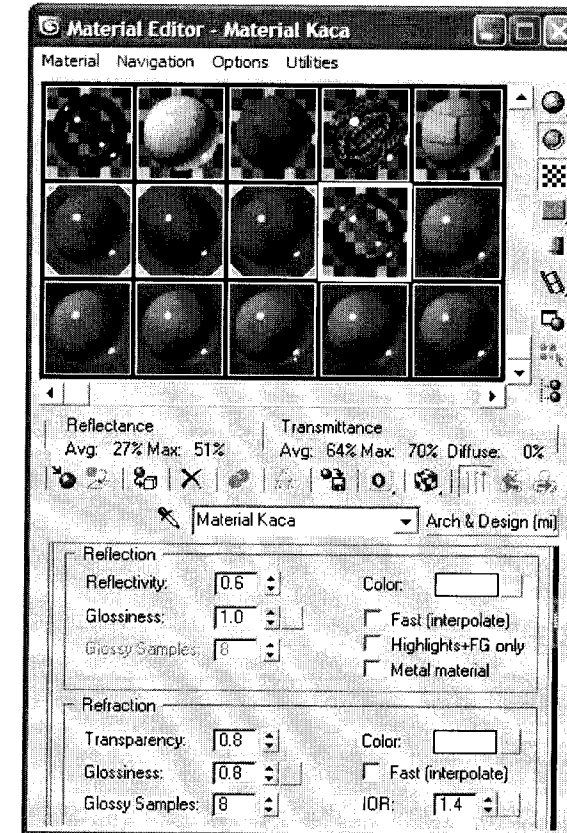 Material Editor - Material Kaca
Material Navigation Options Utilities
Reflectance Transmittance
Avg: 27% Max: 51% Avg: 64% Max: 70% Diffuse: 0%
Material Kaca Arch & Design (mi)
Reflection
Reflectivity: 0.6 Color:
Glossiness: 1.0 Fast (interpolate)
Glossy Samples: 8 Highlights+FG only
Metal material
Refraction
Transparency: 0.8 Color:
Glossiness: 0.8 Fast (interpolate)
Glossy Samples: 8 IOR: 1.4